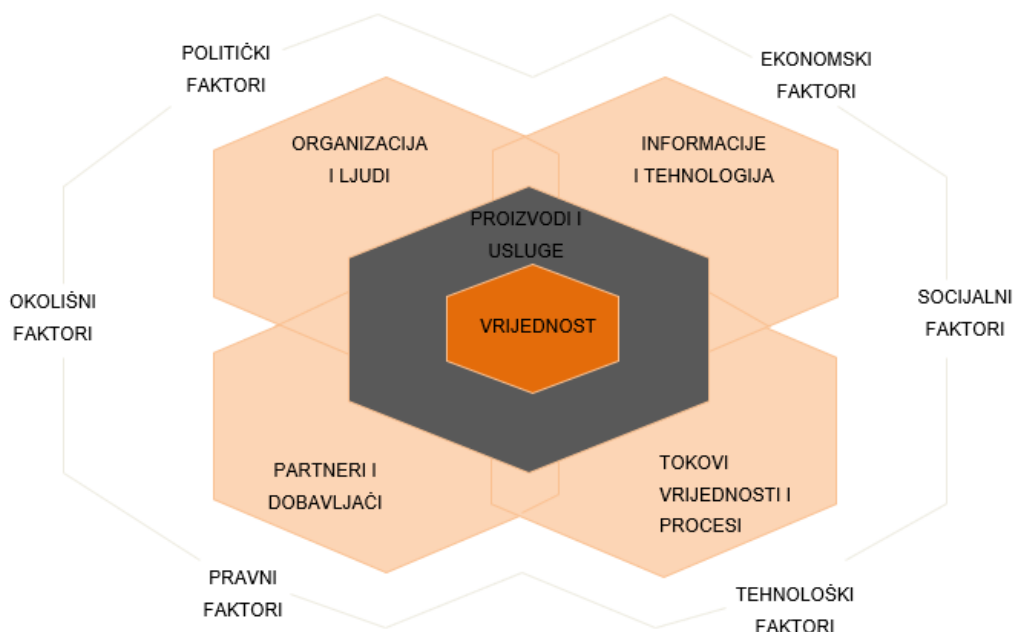 POLITIČKI
FAKTORI
EKONOMSKI
FAKTORI
ORGANIZACIJA
I LJUDI
INFORMACIJE
I TEHNOLOGIJA
PROIZVODI I
USLUGE
OKOLIŠNI
FAKTORI
VRIJEDNOST
SOCIJALNI
FAKTORI
PARTNERI I
DOBAVLJAČI
TOKOVI
VRIJEDNOSTI I
PROCESI
PRAVNI
FAKTORI
TEHNOLOŠKI
FAKTORI